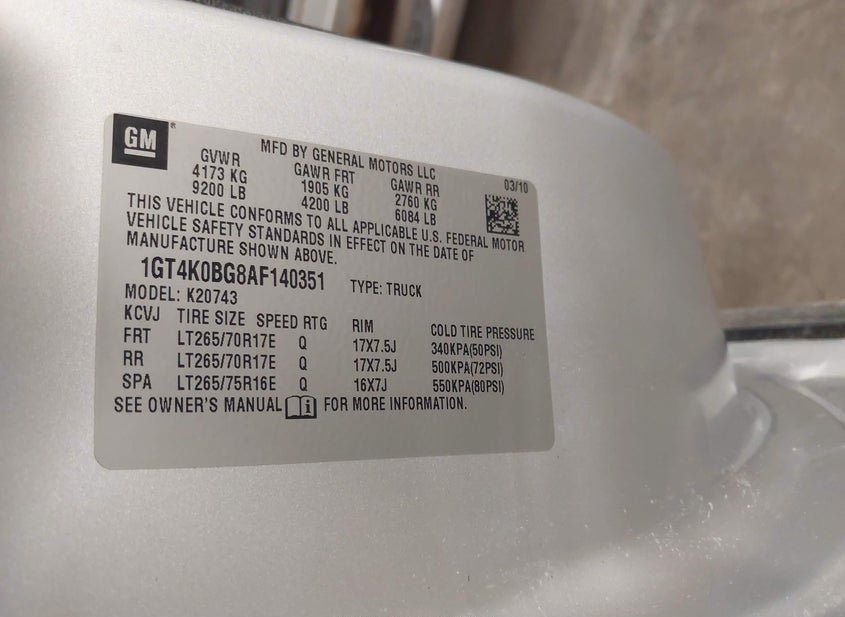 GM
MFD BY GENERAL MOTORS LLC
03/10
GVWR GAWR FRT GAWR RR
4173 KG 1905 KG 2760 KG
9200 LB 4200 LB 6084 LB
THIS VEHICLE CONFORMS TO ALL APPLICABLE U.S. FEDERAL MOTOR
VEHICLE SAFETY STANDARDS IN EFFECT ON THE DATE OF
MANUFACTURE SHOWN ABOVE.
1GT4K0BG8AF140351 TYPE: TRUCK
MODEL: K20743
KCVJ TIRE SIZE SPEED RTG RIM COLD TIRE PRESSURE
FRT LT265/70R17E Q 17X7.5J 340KPA(50PSI)
RR LT265/70R17E Q 17X7.5J 500KPA(72PSI)
SPA LT265/75R16E Q 16X7J 550KPA(80PSI)
SEE OWNER'S MANUAL i FOR MORE INFORMATION.